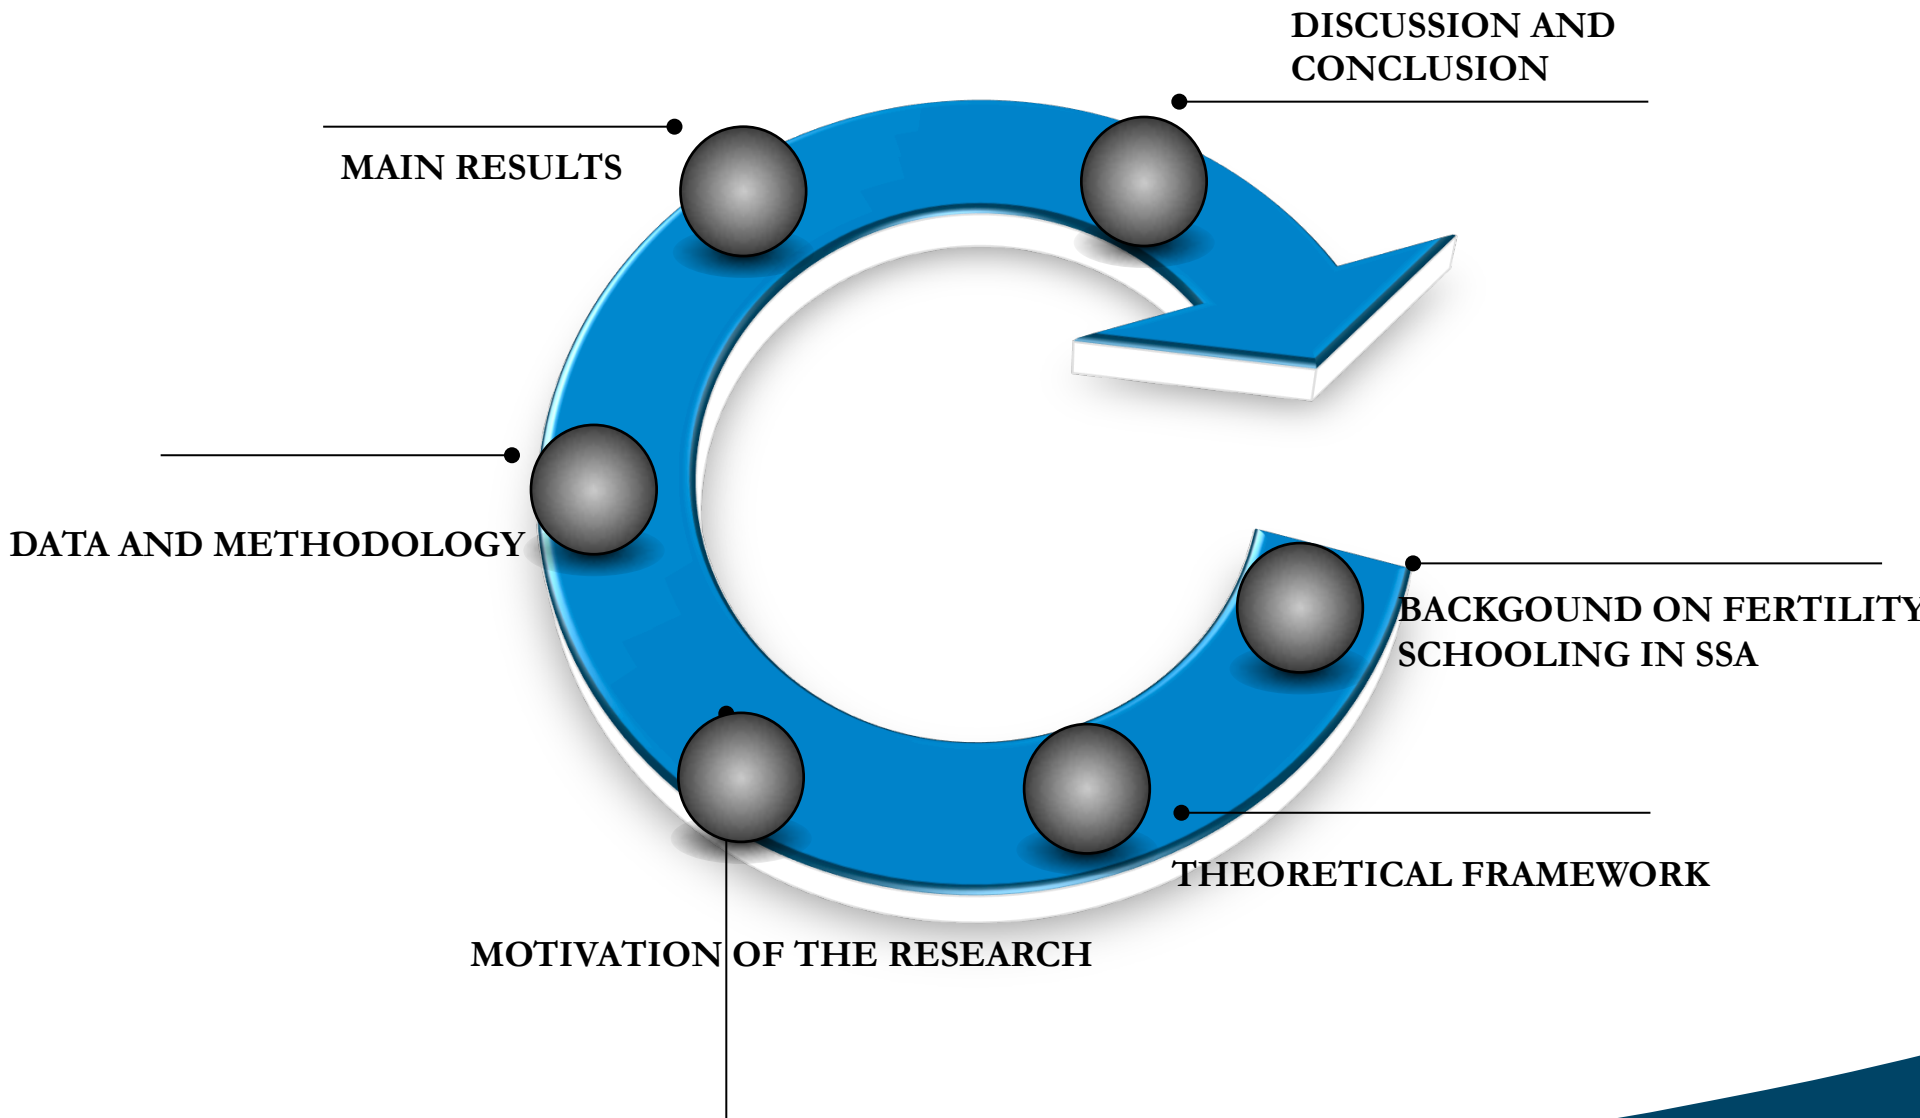 DISCUSSION AND
CONCLUSION
MAIN RESULTS
DATA AND METHODOLOGY
BACKGOUND ON FERTILITY
SCHOOLING IN SSA
THEORETICAL FRAMEWORK
MOTIVATION OF THE RESEARCH